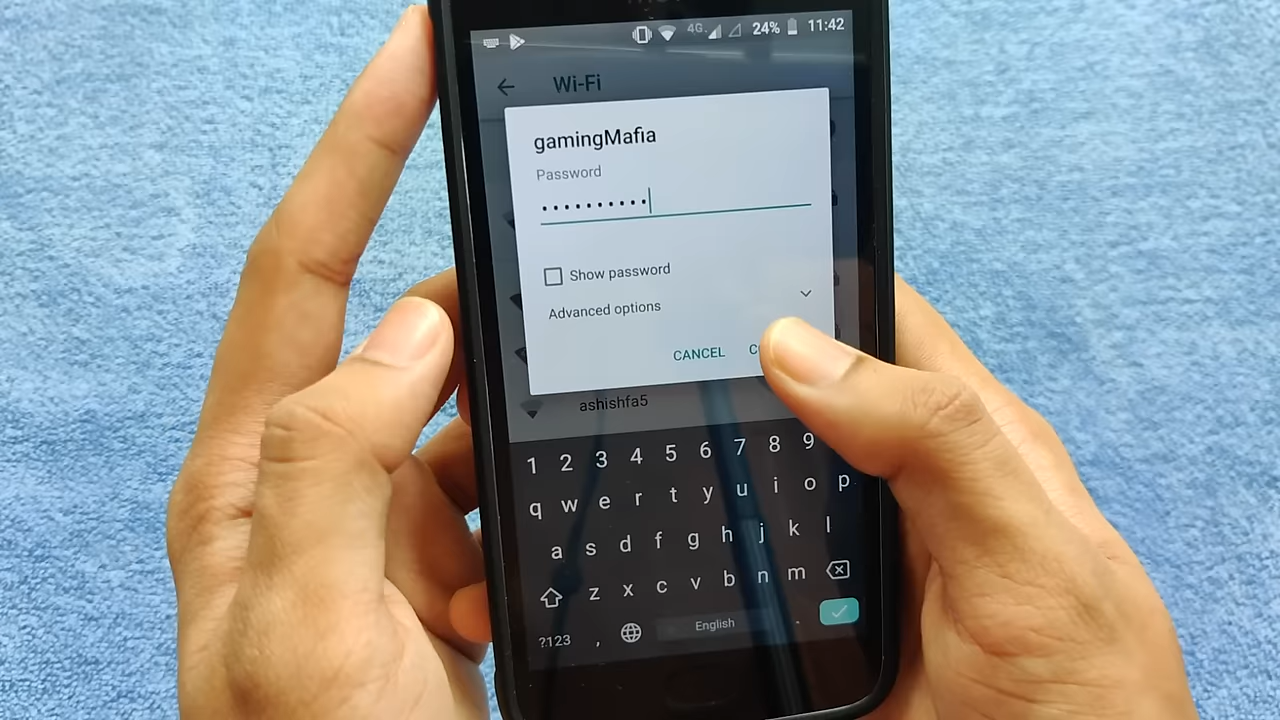 4G 24% 11:42
Wi-Fi
gamingMafia
Password
Show password
Advanced options
CANCEL
ashishfa5
1 2 3 4 5 6 7 8 9
q w e r t y u i o p
a s d f g h j k l
z x c v b n m
?123 , English .